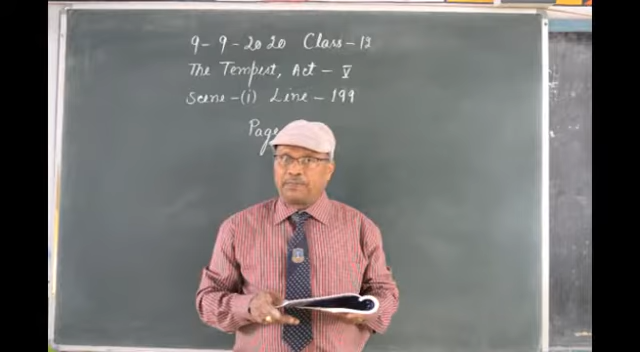 9-9-2020 Class-12
The Tempest, Act - V
Scene-(i) Line - 199
Page